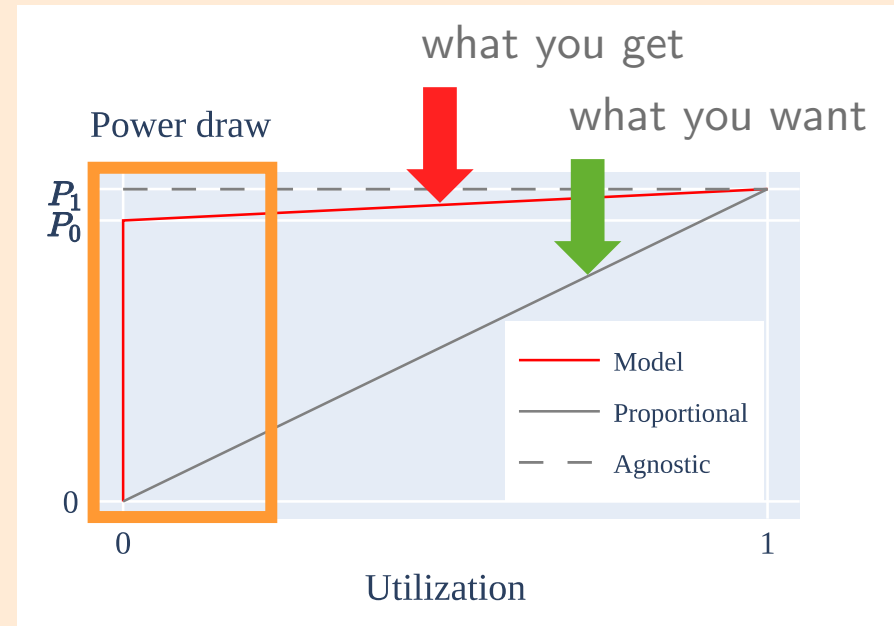 what you get
what you want
Power draw
P₁
P₀
0
0
1
Utilization
Model
Proportional
Agnostic